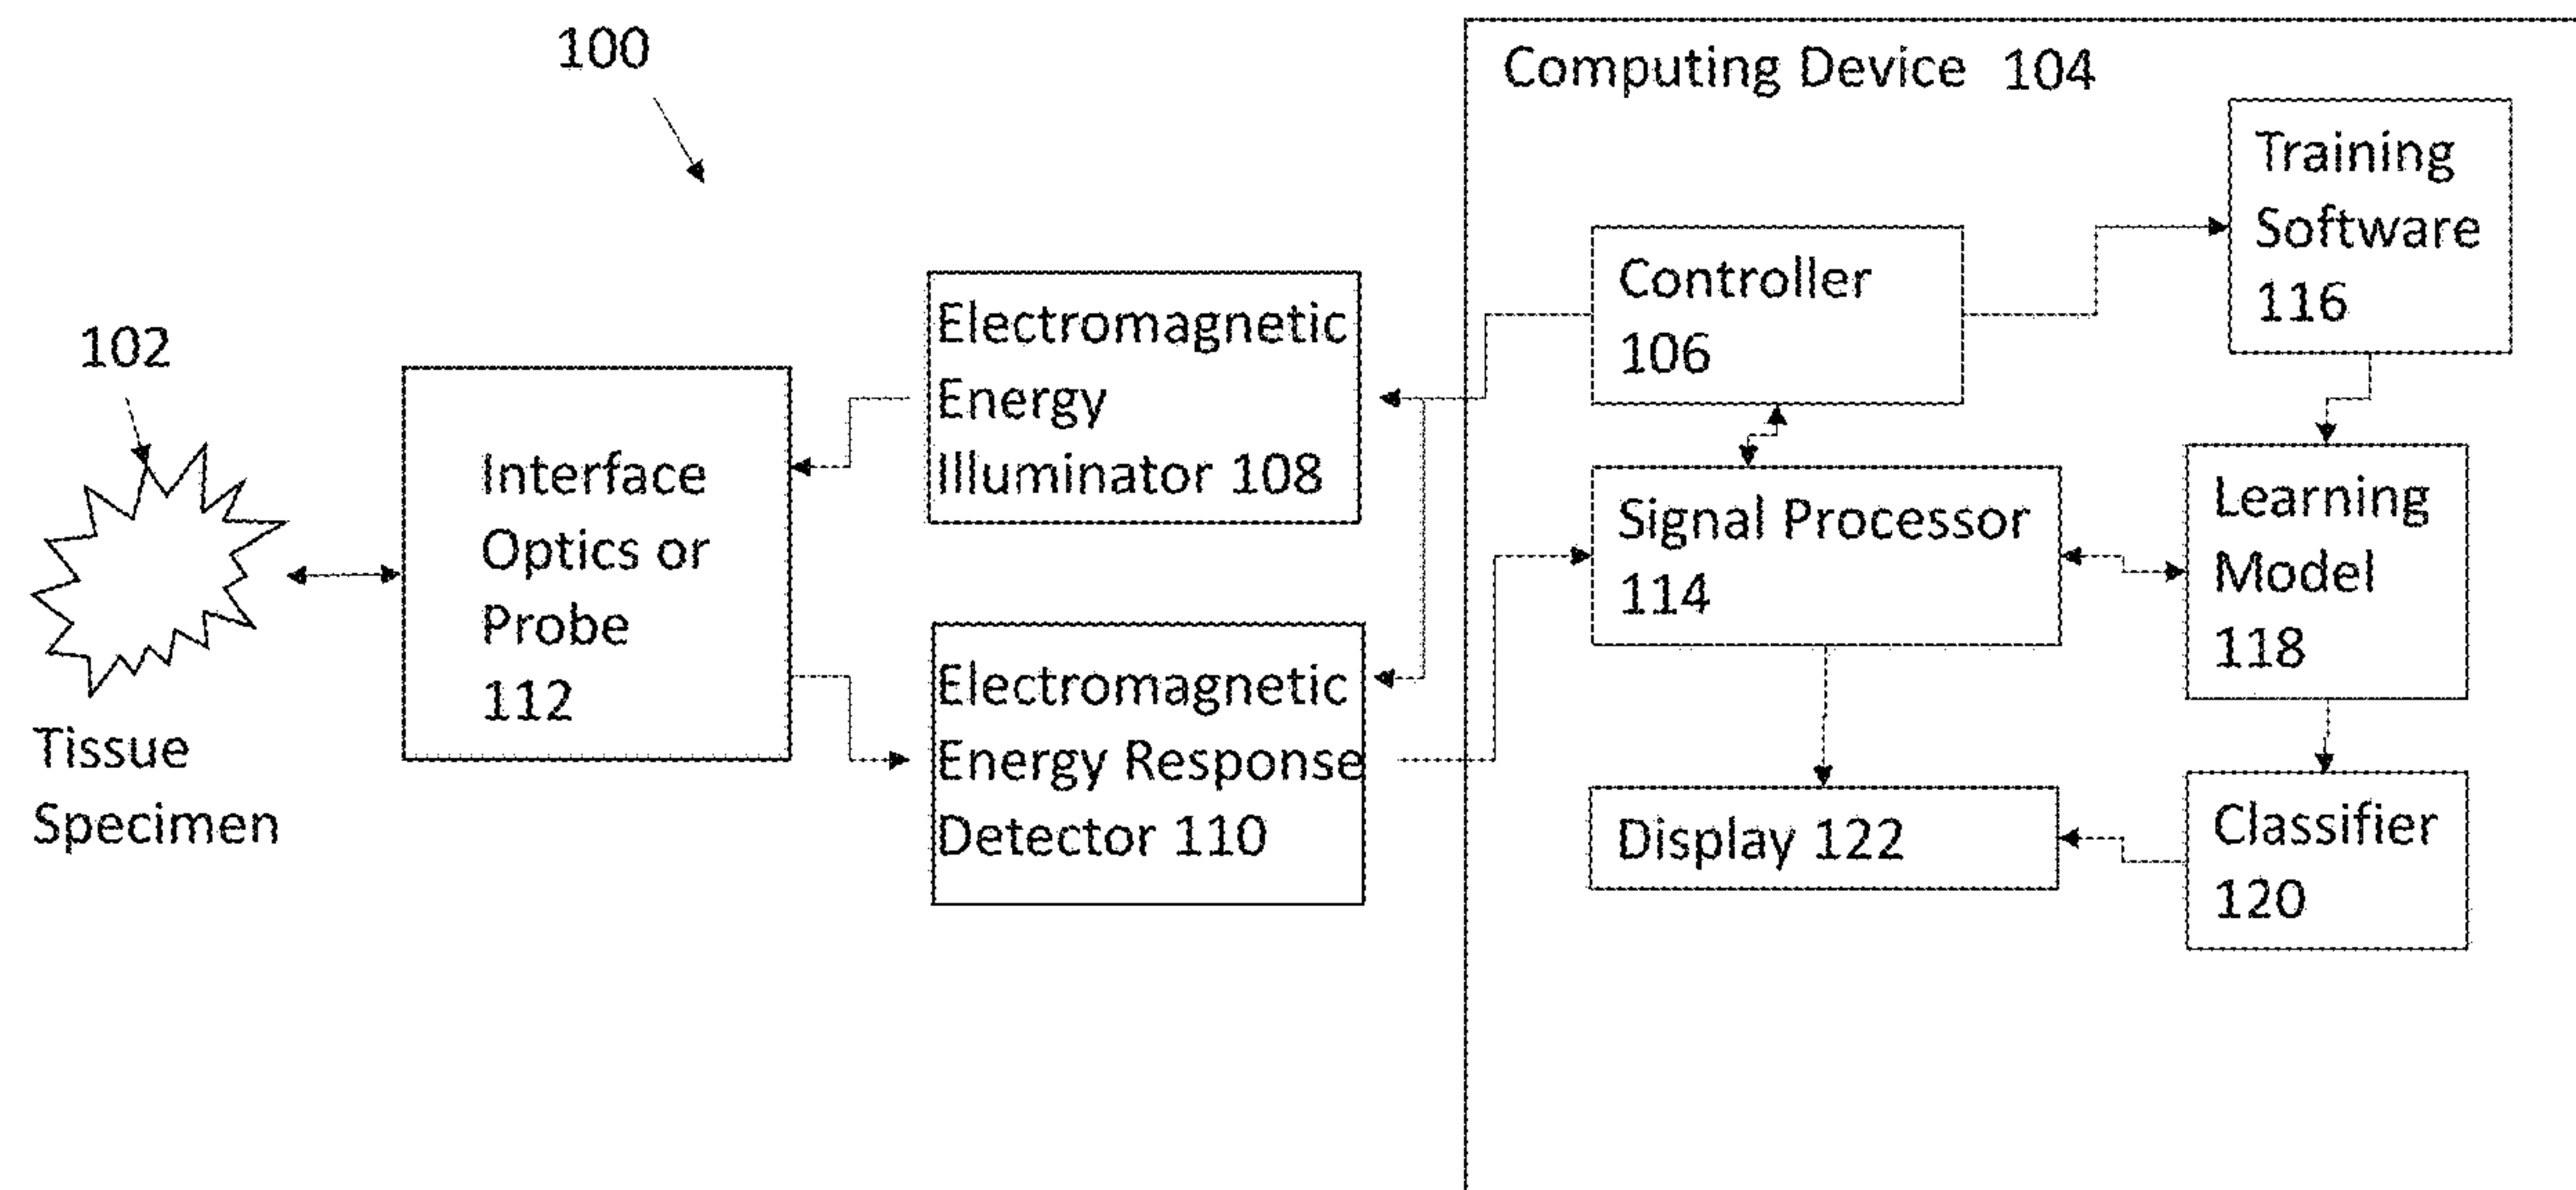 100
Computing Device 104
Training
Software
116
Controller
106
Electromagnetic
Energy
Illuminator 108
102
Interface
Optics or
Probe
112
Signal Processor
114
Learning
Model
118
Electromagnetic
Energy Response
Detector 110
Tissue
Specimen
Display 122
Classifier
120